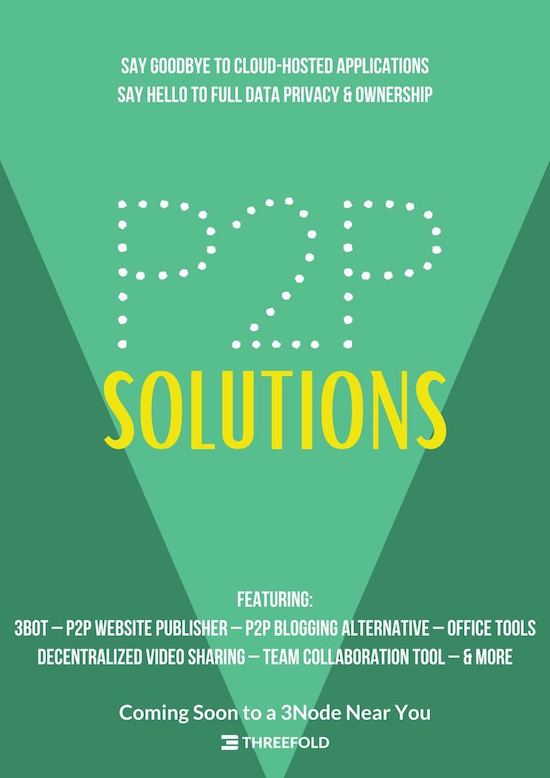 SAY GOODBYE TO CLOUD-HOSTED APPLICATIONS
SAY HELLO TO FULL DATA PRIVACY & OWNERSHIP
P2P
SOLUTIONS
FEATURING:
3BOT – P2P WEBSITE PUBLISHER – P2P BLOGGING ALTERNATIVE – OFFICE TOOLS
DECENTRALIZED VIDEO SHARING – TEAM COLLABORATION TOOL – & MORE
Coming Soon to a 3Node Near You
THREEFOLD